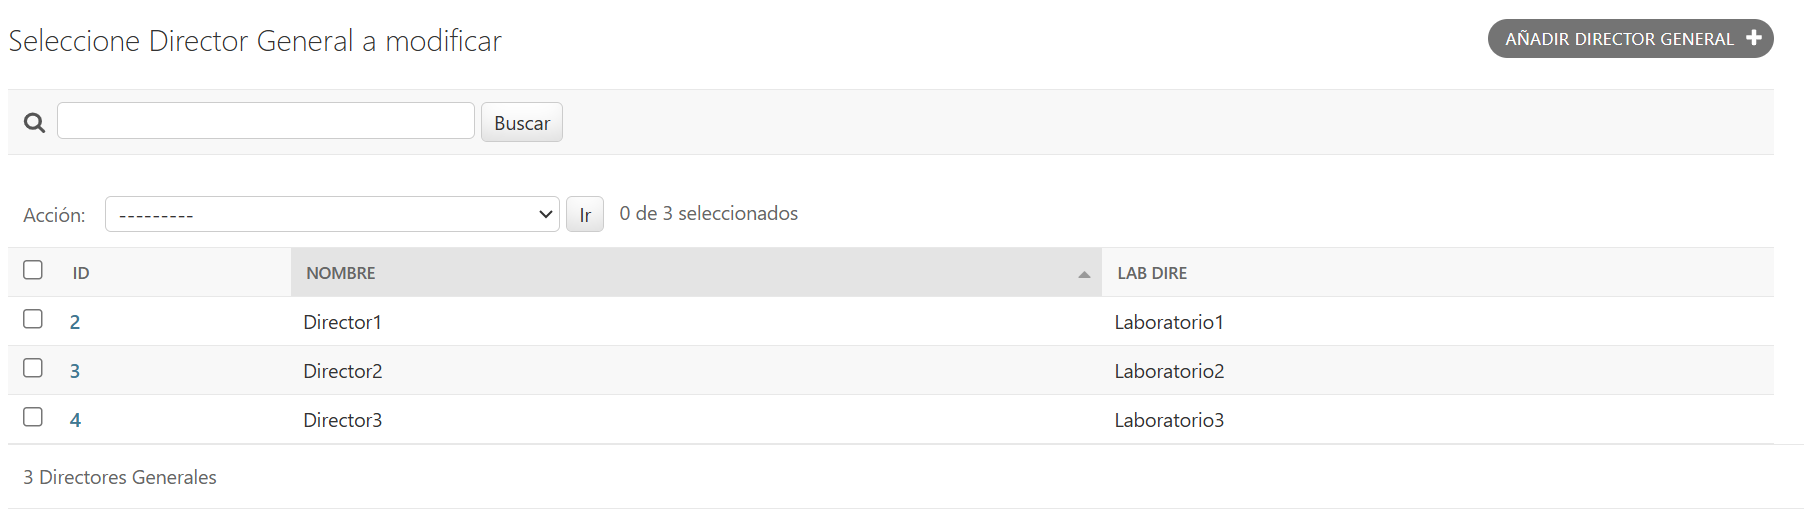 Seleccione Director General a modificar
AÑADIR DIRECTOR GENERAL
Buscar
Acción: --------- Ir 0 de 3 seleccionados
ID NOMBRE LAB DIRE
2 Director1 Laboratorio1
3 Director2 Laboratorio2
4 Director3 Laboratorio3
3 Directores Generales